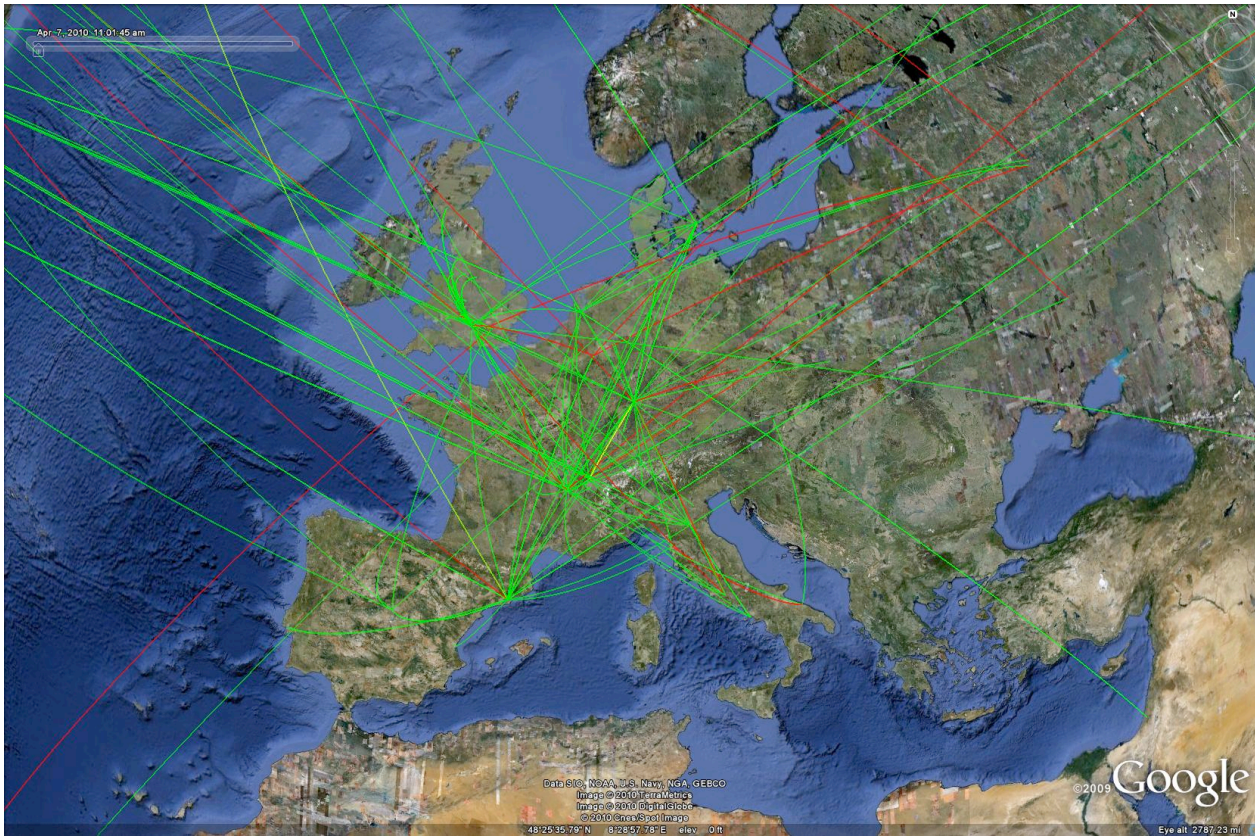 N
Apr 7, 2010 11:01:45 am
Data SIO, NOAA, U.S. Navy, NGA, GEBCO
Image © 2010 TerraMetrics
Image © 2010 DigitalGlobe
© 2010 Cnes/Spot Image
©2009 Google
48°25'35.79" N 8°28'57.78" E elev 0 ft
Eye alt 2787.23 mi